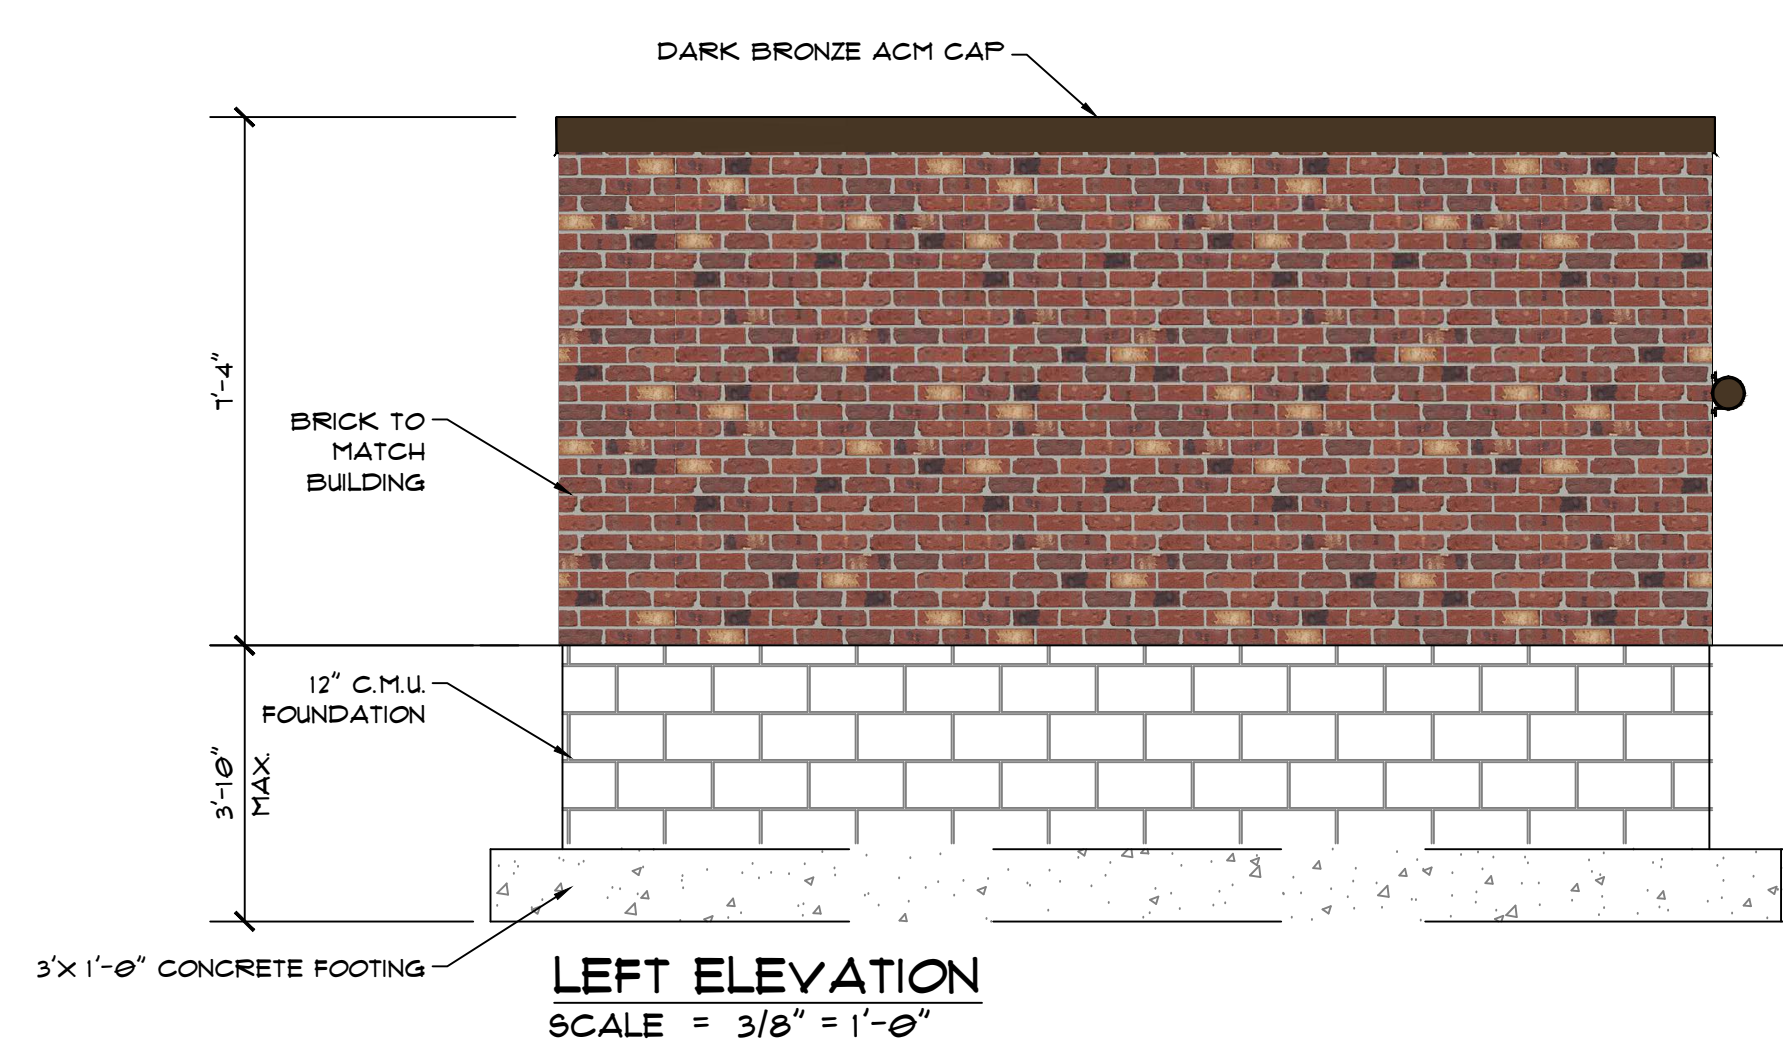 DARK BRONZE ACM CAP
7'-4"
BRICK TO
MATCH
BUILDING
12" C.M.U.
FOUNDATION
3'-10"
MAX.
3'X 1'-0" CONCRETE FOOTING
LEFT ELEVATION
SCALE = 3/8" = 1'-0"